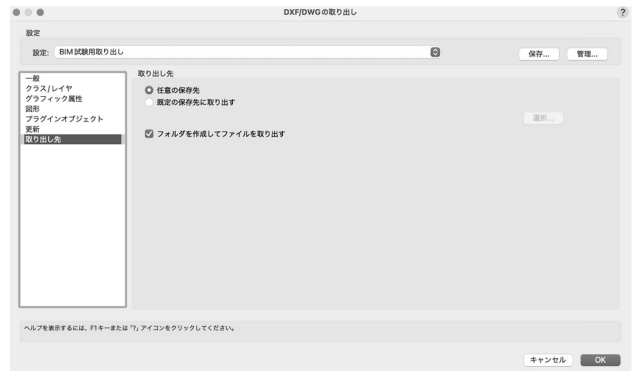 DXF/DWGの取り出し
?
設定
設定: BIM試験用取り出し
保存...
管理...
一般
クラス/レイヤ
グラフィック属性
図形
プラグインオブジェクト
更新
取り出し先
取り出し先
任意の保存先
既定の保存先に取り出す
選択...
フォルダを作成してファイルを取り出す
ヘルプを表示するには、F1キーまたは「?」アイコンをクリックしてください。
キャンセル
OK